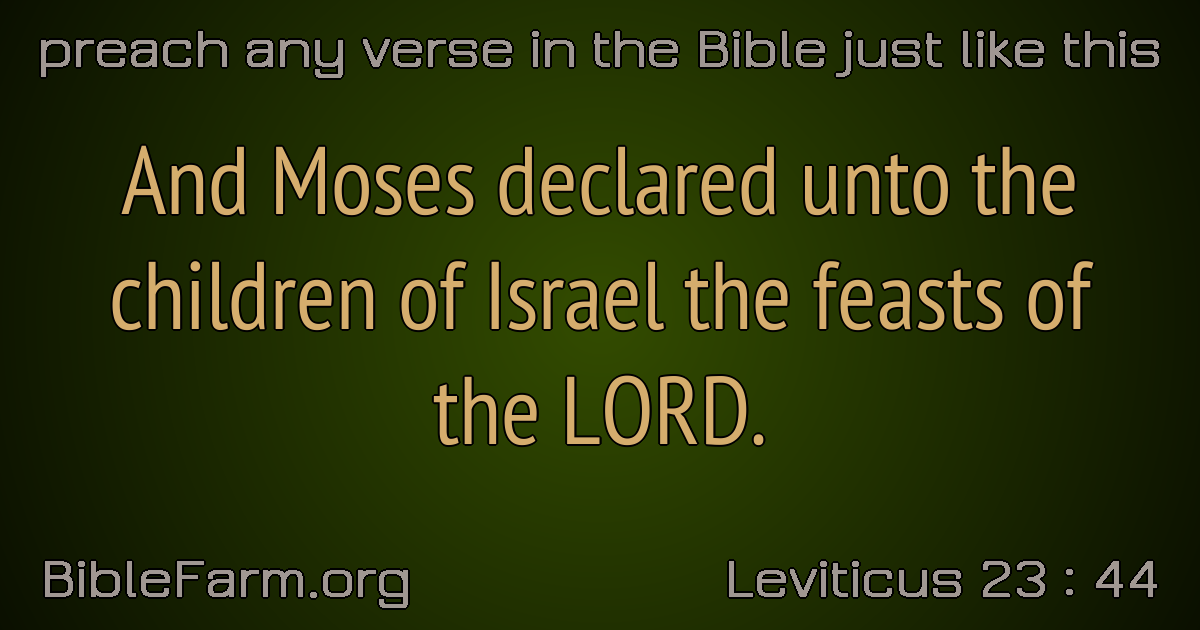 preach any verse in the Bible just like this
And Moses declared unto the
children of Israel the feasts of
the LORD.
BibleFarm.org
Leviticus 23 : 44